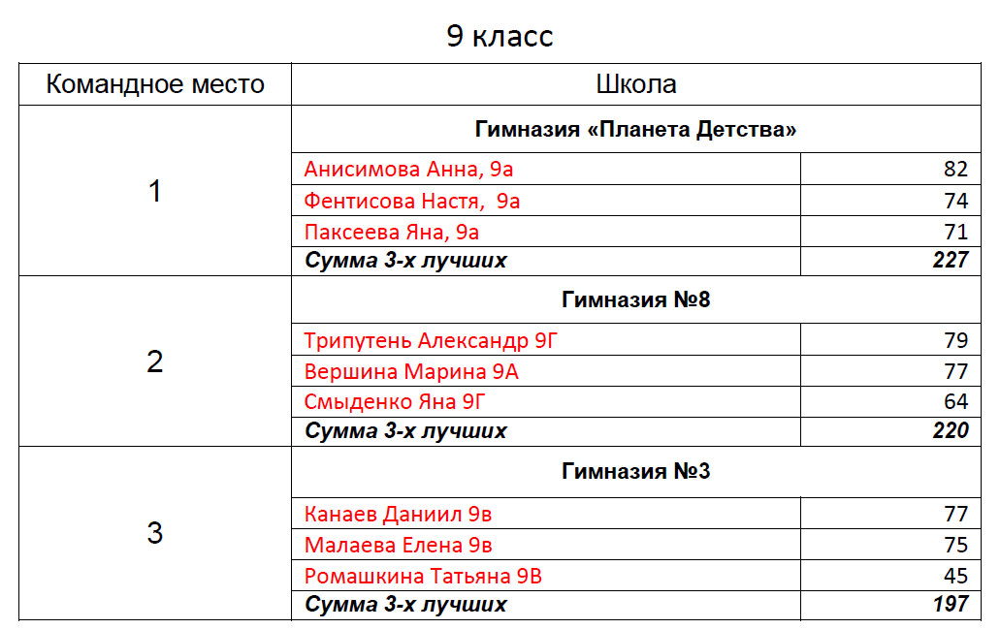 9 класс
Командное место Школа
1
Гимназия «Планета Детства»
Анисимова Анна, 9а 82
Фентисова Настя,  9а 74
Паксеева Яна, 9а 71
Сумма 3-х лучших 227
2
Гимназия №8
Трипутень Александр 9Г 79
Вершина Марина 9А 77
Смыденко Яна 9Г 64
Сумма 3-х лучших 220
3
Гимназия №3
Канаев Даниил 9в 77
Малаева Елена 9в 75
Ромашкина Татьяна 9В 45
Сумма 3-х лучших 197